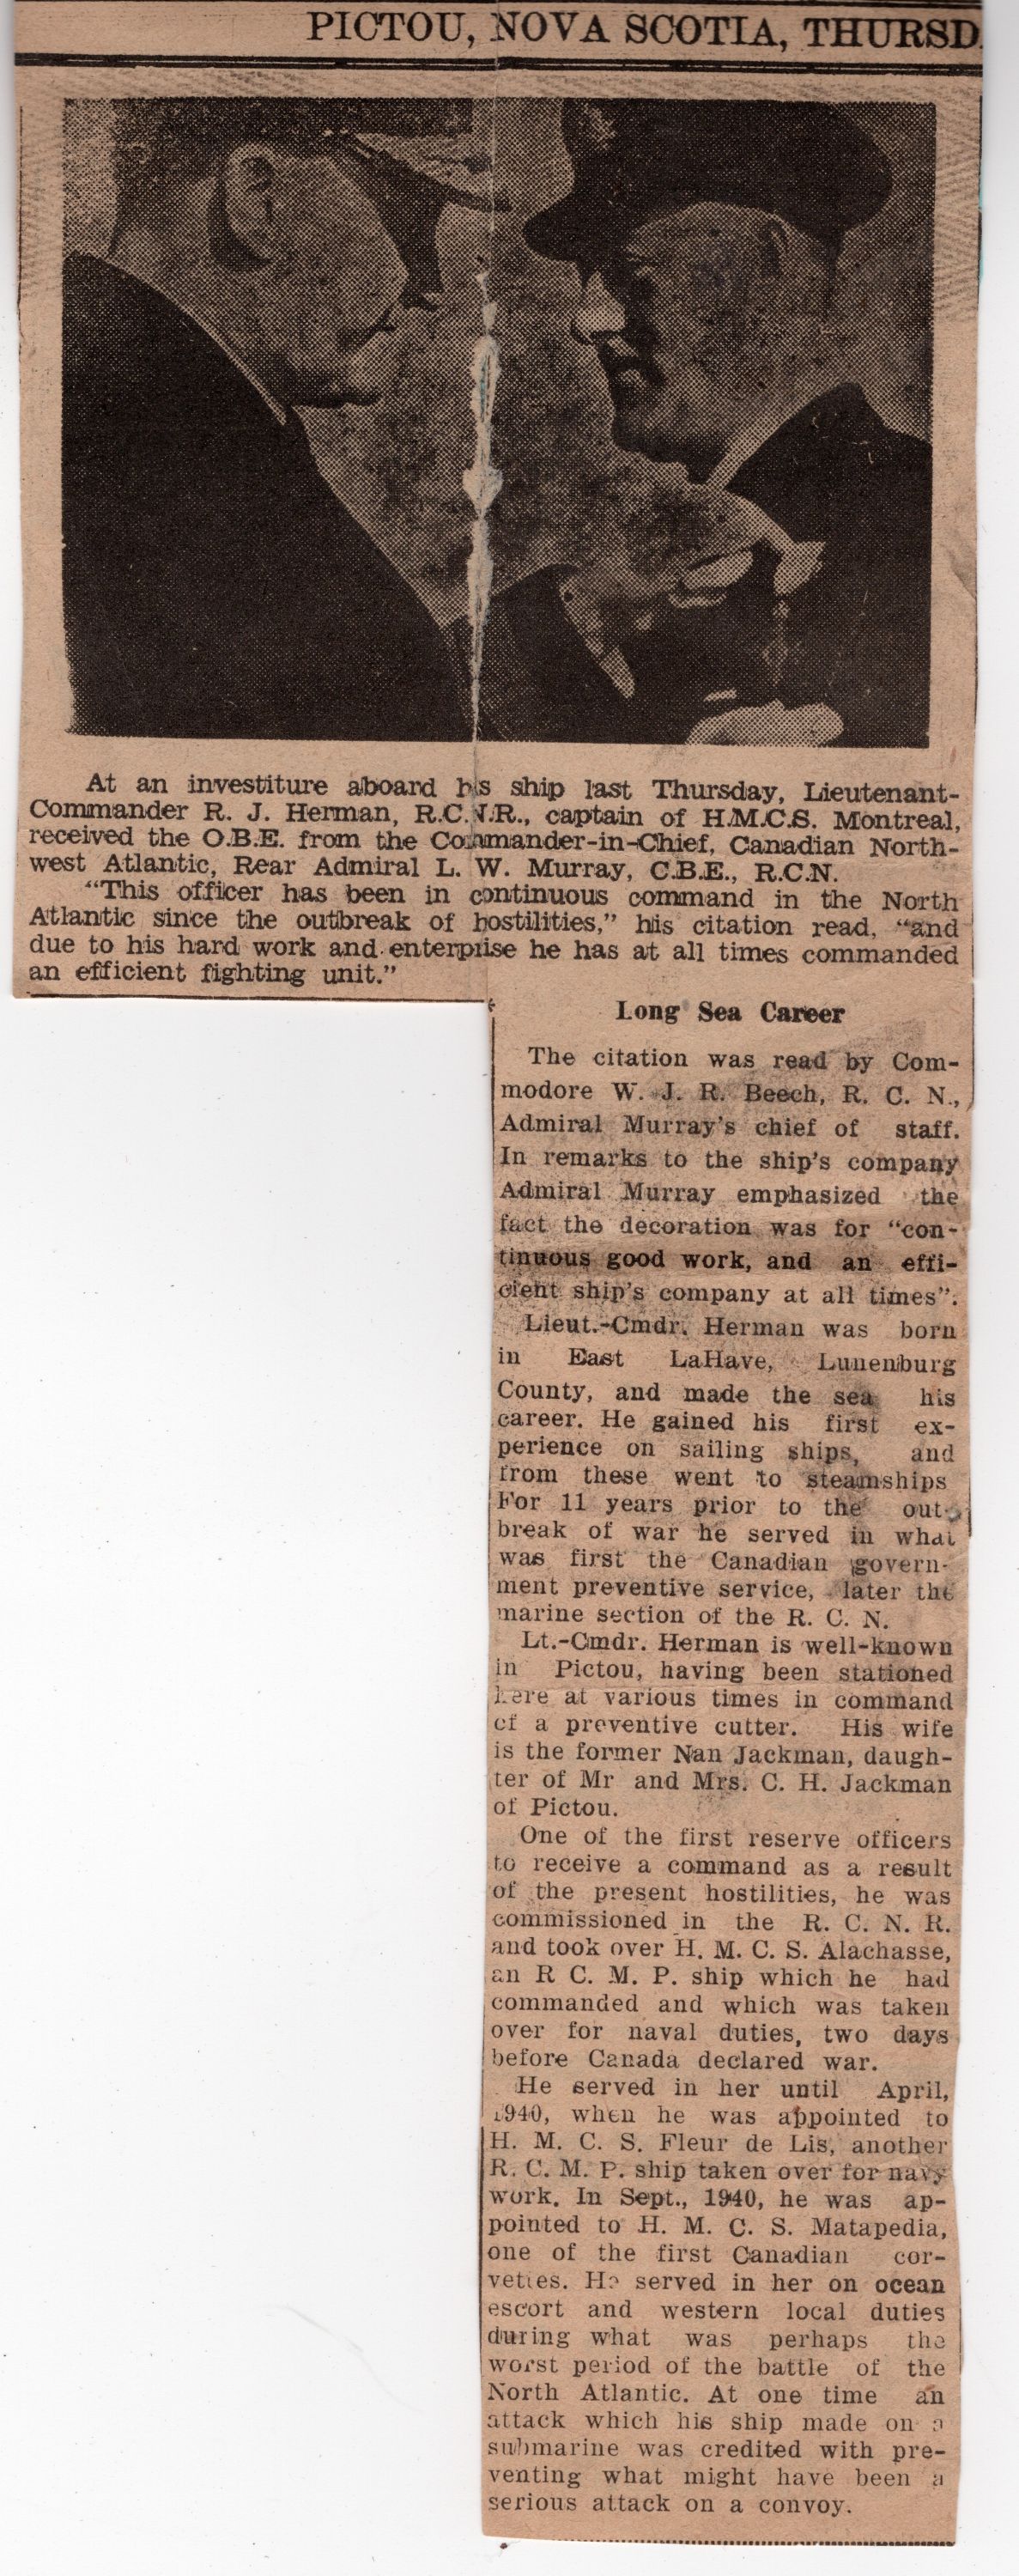 PICTOU, NOVA SCOTIA, THURSD
At an investiture aboard his ship last Thursday, Lieutenant-
Commander R. J. Herman, R.C.N.R., captain of H.M.C.S. Montreal,
received the O.B.E. from the Commander-in-Chief, Canadian North-
west Atlantic, Rear Admiral L. W. Murray, C.B.E., R.C.N.
"This officer has been in continuous command in the North
Atlantic since the outbreak of hostilities," his citation read, "and
due to his hard work and enterprise he has at all times commanded
an efficient fighting unit."
Long Sea Career
The citation was read by Com-
modore W. J. R. Beech, R. C. N.,
Admiral Murray's chief of staff.
In remarks to the ship's company
Admiral Murray emphasized the
fact the decoration was for "con-
tinuous good work, and an effi-
cient ship's company at all times".
Lieut.-Cmdr. Herman was born
in East LaHave, Lunenburg
County, and made the sea his
career. He gained his first ex-
perience on sailing ships, and
from these went to steamships
For 11 years prior to the out-
break of war he served in what
was first the Canadian govern-
ment preventive service, later the
marine section of the R. C. N.
Lt.-Cmdr. Herman is well-known
in Pictou, having been stationed
here at various times in command
of a preventive cutter. His wife
is the former Nan Jackman, daugh-
ter of Mr and Mrs. C. H. Jackman
of Pictou.
One of the first reserve officers
to receive a command as a result
of the present hostilities, he was
commissioned in the R. C. N. R.
and took over H. M. C. S. Alachasse,
an R C. M. P. ship which he had
commanded and which was taken
over for naval duties, two days
before Canada declared war.
He served in her until April,
1940, when he was appointed to
H. M. C. S. Fleur de Lis, another
R. C. M. P. ship taken over for navy
work. In Sept., 1940, he was ap-
pointed to H. M. C. S. Matapedia,
one of the first Canadian cor-
vettes. He served in her on ocean
escort and western local duties
during what was perhaps the
worst period of the battle of the
North Atlantic. At one time an
attack which his ship made on a
submarine was credited with pre-
venting what might have been a
serious attack on a convoy.